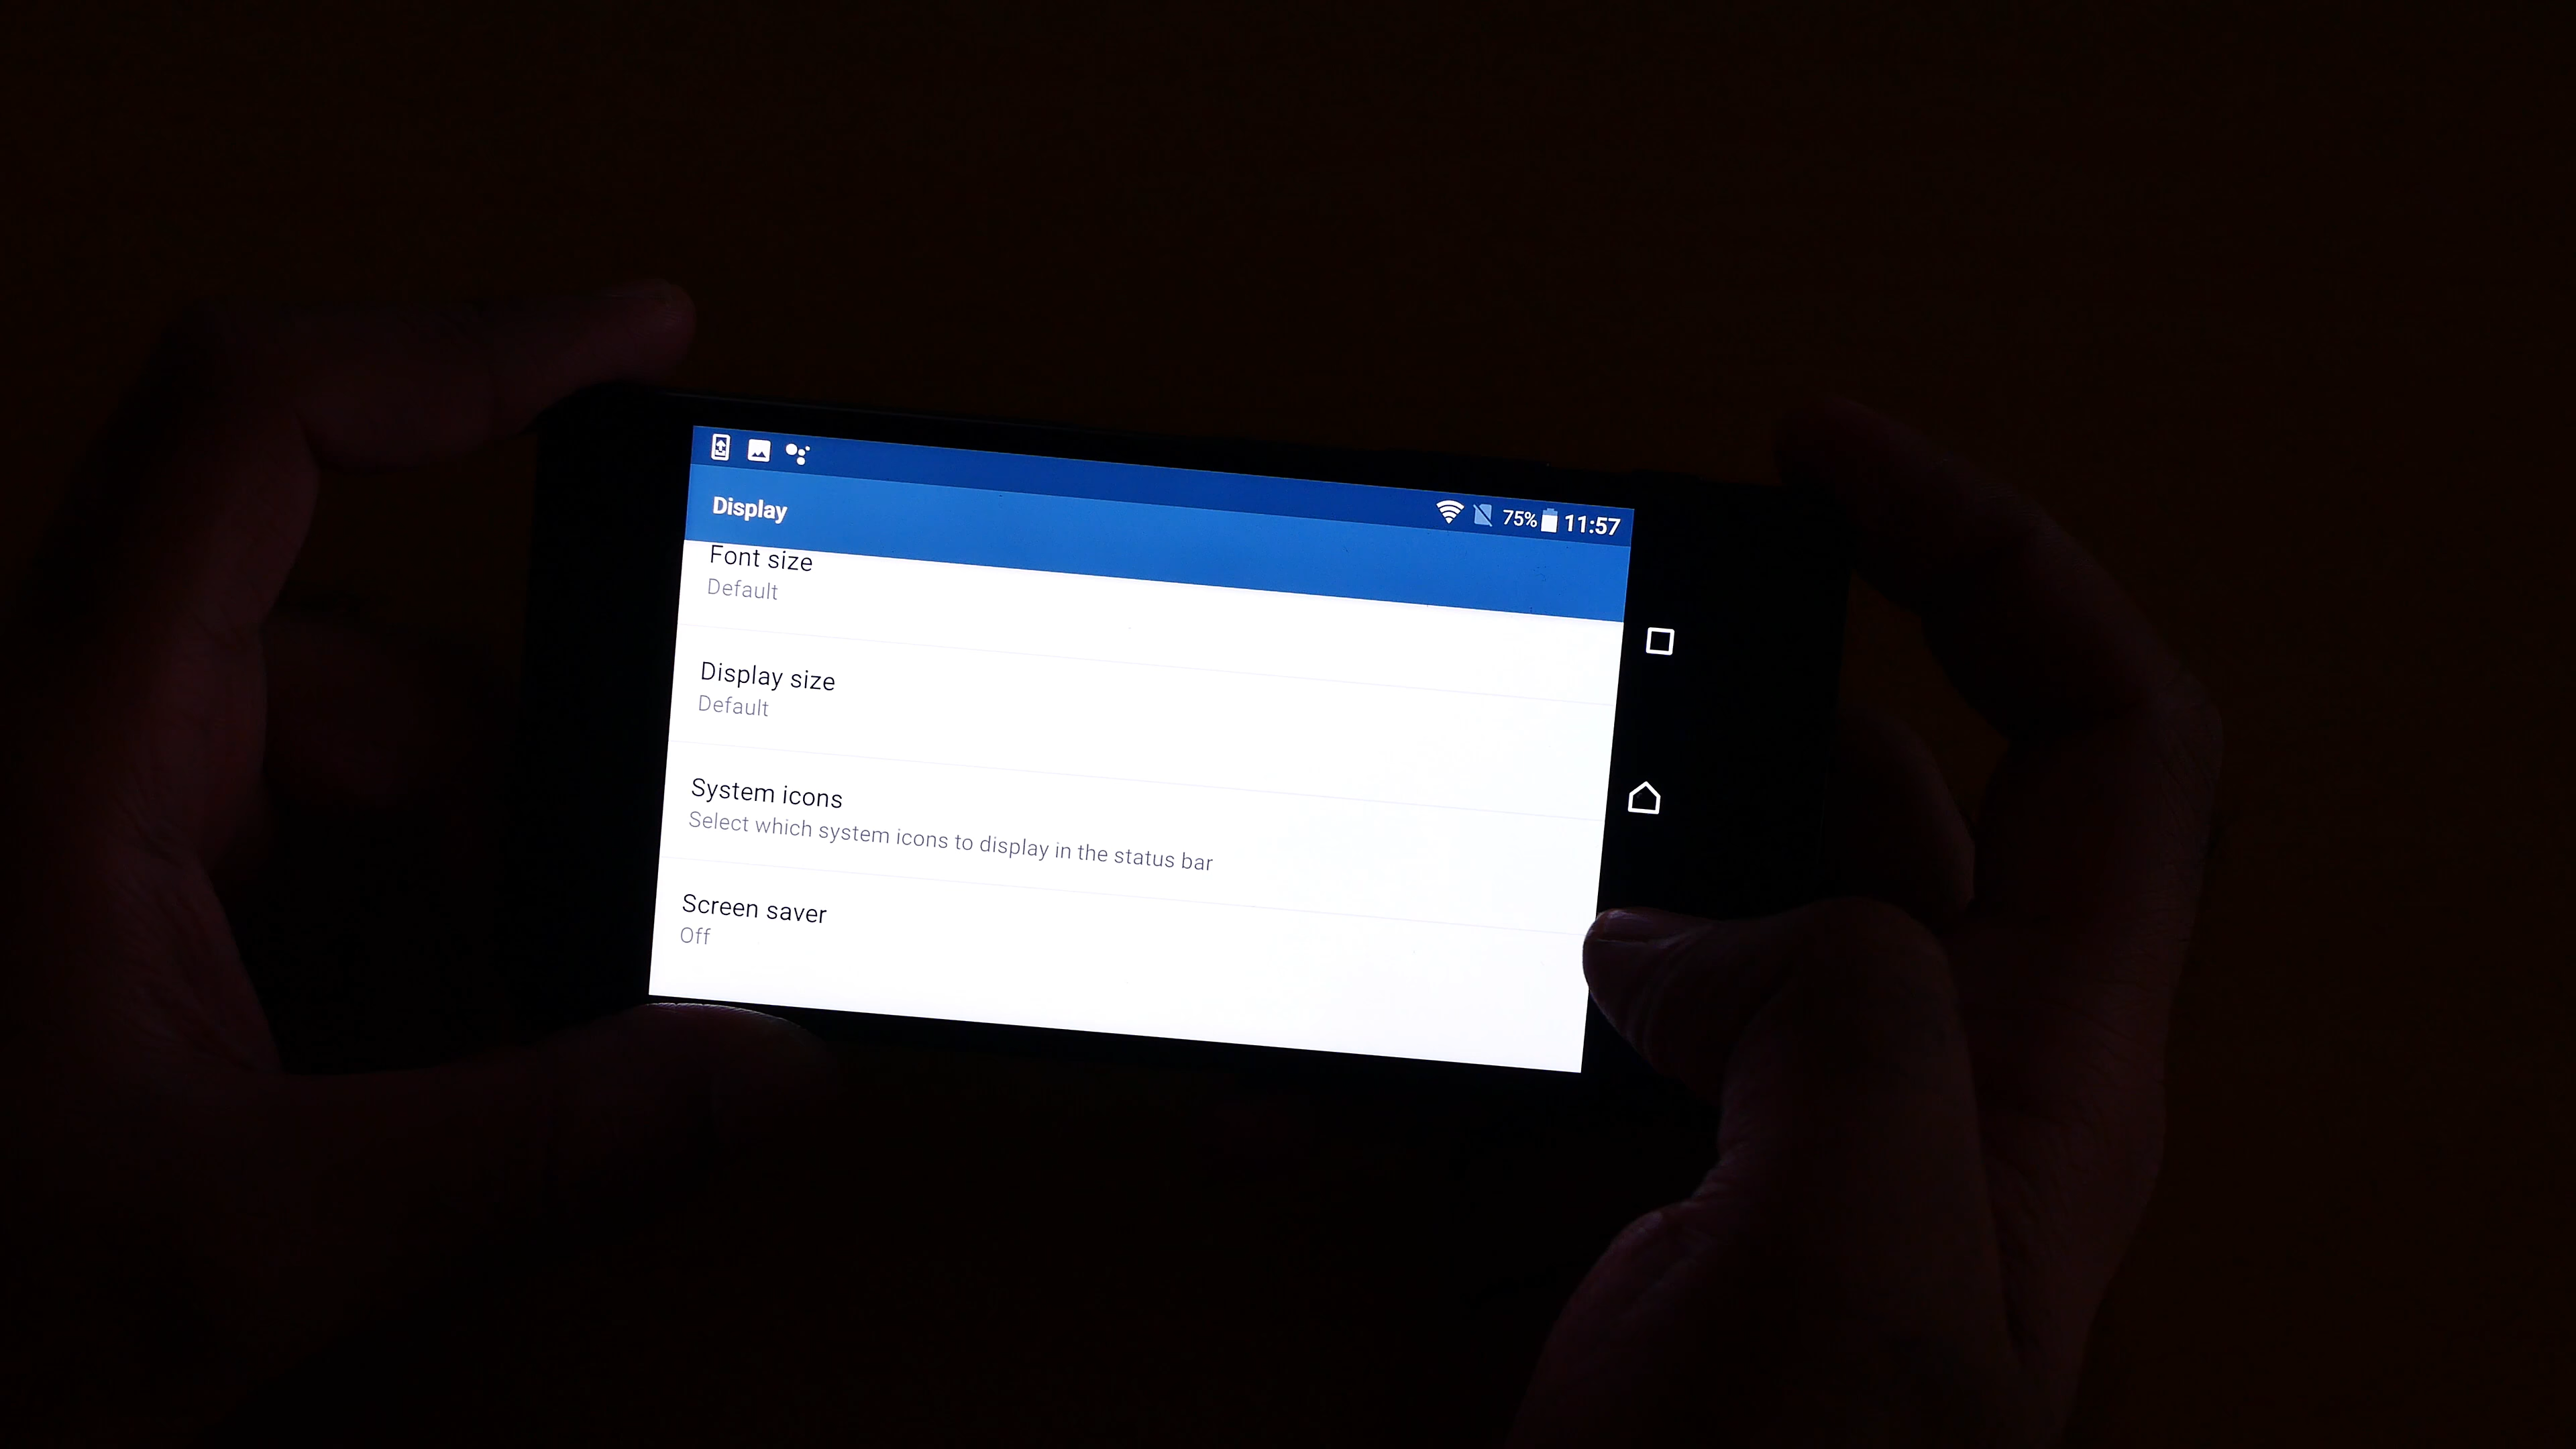 75% 11:57
Display
Font size
Default
Display size
Default
System icons
Select which system icons to display in the status bar
Screen saver
Off